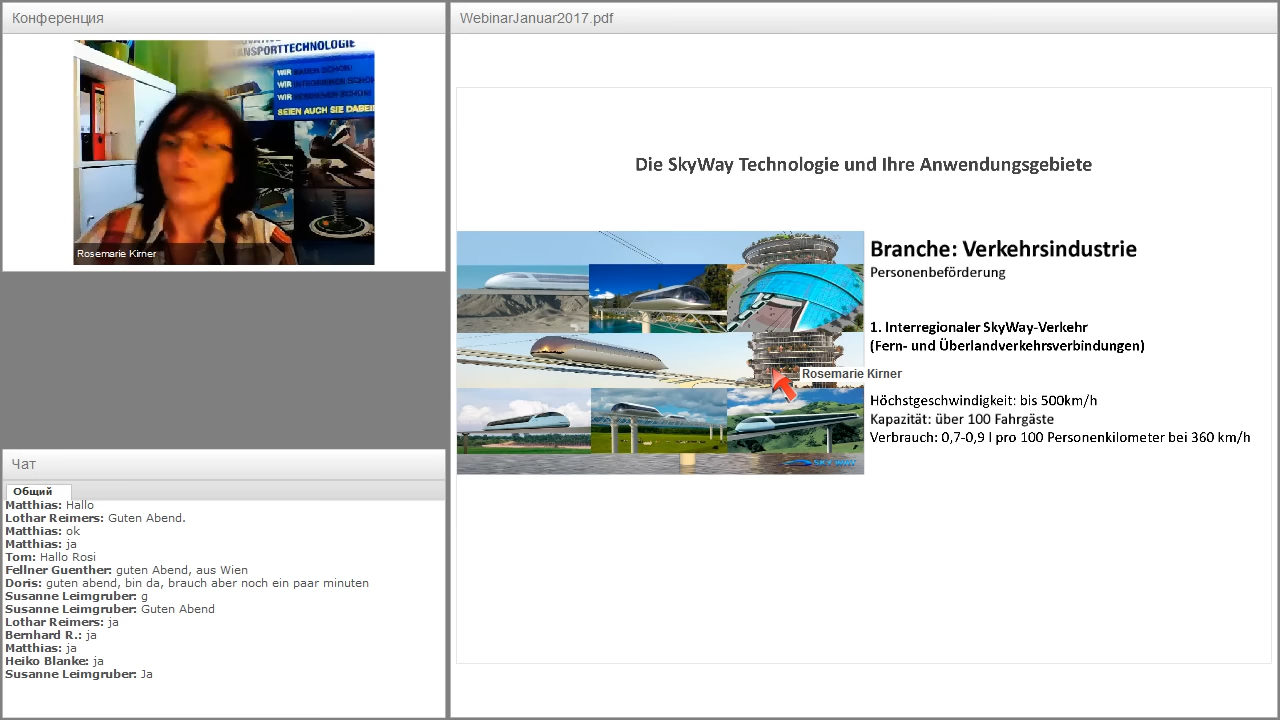 Конференция
TRANSPORTTECHNOLOGIE
WIR BAUEN SCHON!
WIR
WIR
SEIEN AUCH SIE DABEI!
Rosemarie Kirner
WebinarJanuar2017.pdf
Die SkyWay Technologie und Ihre Anwendungsgebiete
Branche: Verkehrsindustrie
Personenbeförderung
1. Interregionaler SkyWay-Verkehr
(Fern- und Überlandverkehrsverbindungen)
Rosemarie Kirner
Höchstgeschwindigkeit: bis 500km/h
Kapazität: über 100 Fahrgäste
Verbrauch: 0,7-0,9 l pro 100 Personenkilometer bei 360 km/h
SKY WAY
Чат
Общий
Matthias: Hallo
Lothar Reimers: Guten Abend.
Matthias: ok
Matthias: ja
Tom: Hallo Rosi
Fellner Guenther: guten Abend, aus Wien
Doris: guten abend, bin da, brauch aber noch ein paar minuten
Susanne Leimgruber: g
Susanne Leimgruber: Guten Abend
Lothar Reimers: ja
Bernhard R.: ja
Matthias: ja
Heiko Blanke: ja
Susanne Leimgruber: Ja